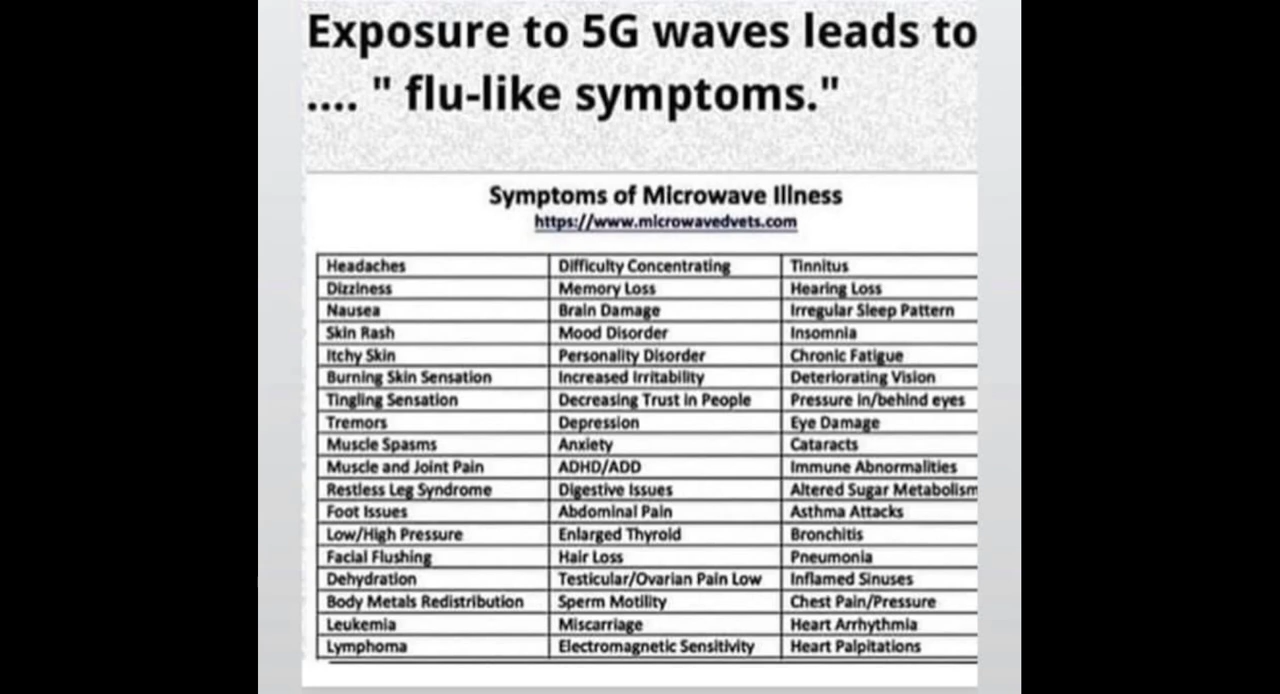 Exposure to 5G waves leads to
.... " flu-like symptoms."
Symptoms of Microwave Illness
https://www.microwavedvets.com
Headaches Difficulty Concentrating Tinnitus
Dizziness Memory Loss Hearing Loss
Nausea Brain Damage Irregular Sleep Pattern
Skin Rash Mood Disorder Insomnia
Itchy Skin Personality Disorder Chronic Fatigue
Burning Skin Sensation Increased Irritability Deteriorating Vision
Tingling Sensation Decreasing Trust in People Pressure in/behind eyes
Tremors Depression Eye Damage
Muscle Spasms Anxiety Cataracts
Muscle and Joint Pain ADHD/ADD Immune Abnormalities
Restless Leg Syndrome Digestive Issues Altered Sugar Metabolism
Foot Issues Abdominal Pain Asthma Attacks
Low/High Pressure Enlarged Thyroid Bronchitis
Facial Flushing Hair Loss Pneumonia
Dehydration Testicular/Ovarian Pain Low Inflamed Sinuses
Body Metals Redistribution Sperm Motility Chest Pain/Pressure
Leukemia Miscarriage Heart Arrhythmia
Lymphoma Electromagnetic Sensitivity Heart Palpitations